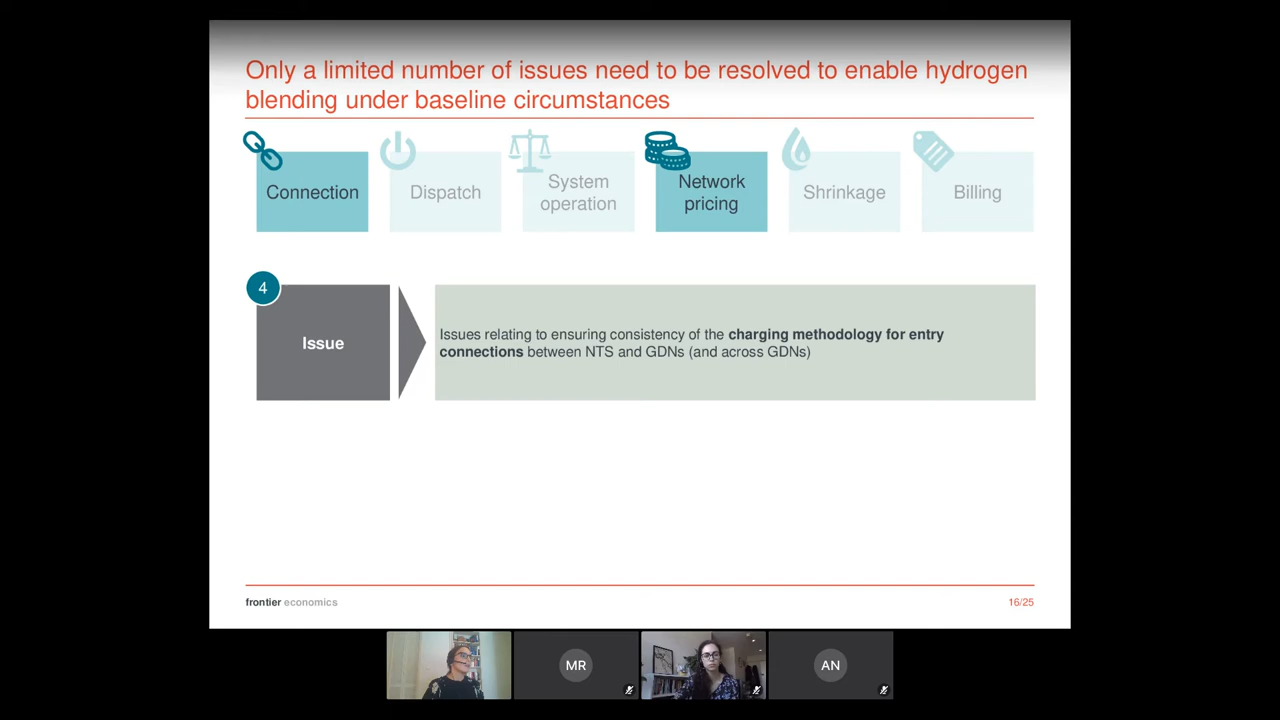 Only a limited number of issues need to be resolved to enable hydrogen
blending under baseline circumstances
Connection
Dispatch
System
operation
Network
pricing
Shrinkage
Billing
4
Issue
Issues relating to ensuring consistency of the charging methodology for entry
connections between NTS and GDNs (and across GDNs)
frontier economics
16/25
MR
AN